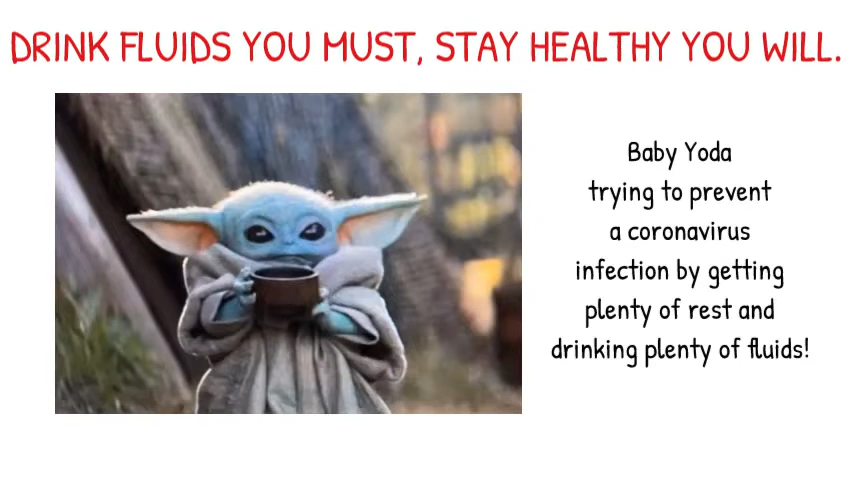 DRINK FLUIDS YOU MUST, STAY HEALTHY YOU WILL.
Baby Yoda
trying to prevent
a coronavirus
infection by getting
plenty of rest and
drinking plenty of fluids!